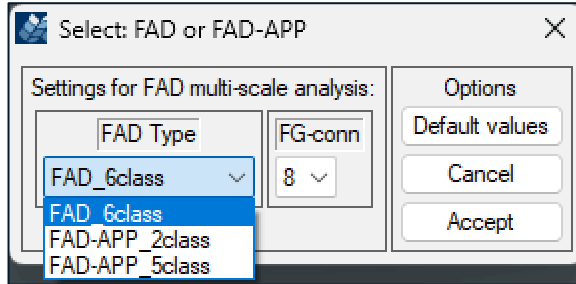 Select: FAD or FAD-APP
Settings for FAD multi-scale analysis:
FAD Type
FG-conn
FAD_6class
8
FAD_6class
FAD-APP_2class
FAD-APP_5class
Options
Default values
Cancel
Accept